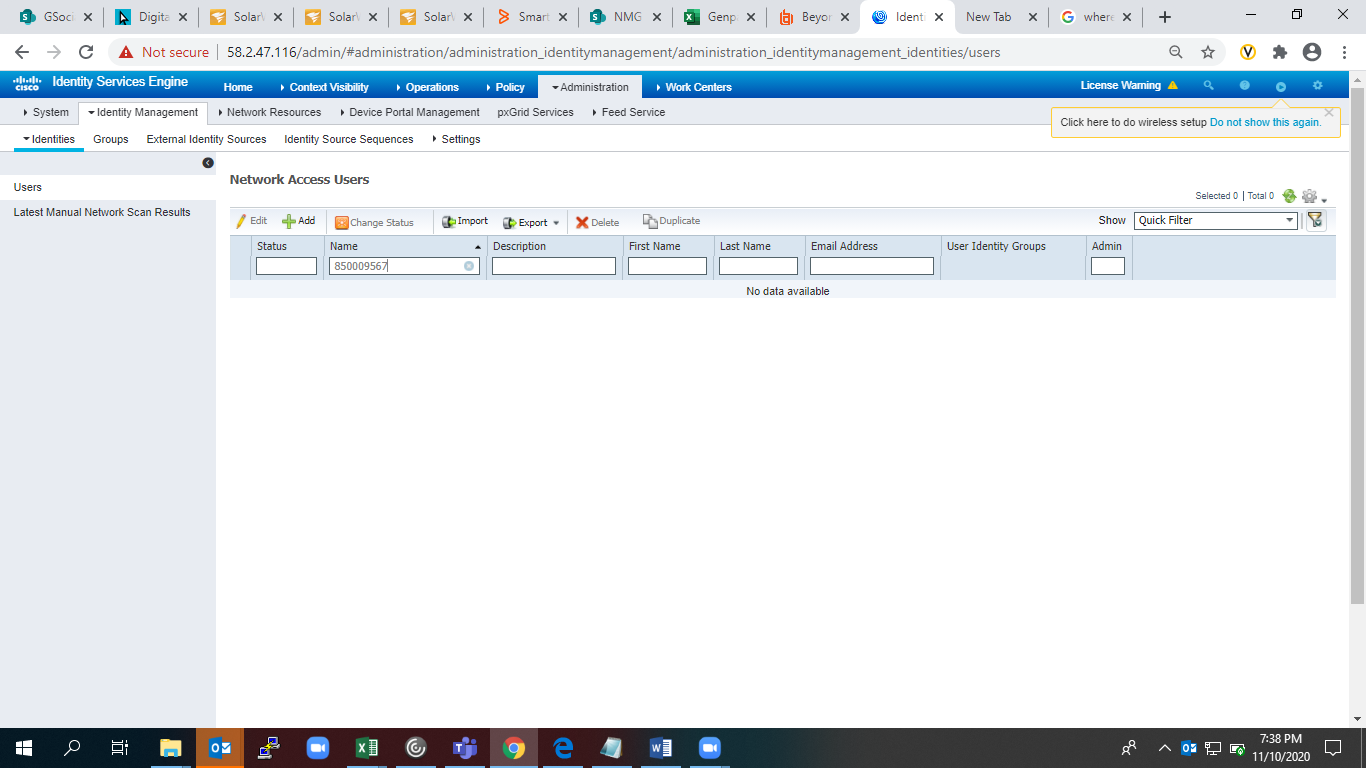 GSoci Digita SolarV SolarV SolarV Smart NMG Genp Beyor Identi New Tab where
Not secure 58.2.47.116/admin/#administration/administration_identitymanagement/administration_identitymanagement_identities/users
cisco Identity Services Engine Home Context Visibility Operations Policy Administration Work Centers License Warning
System Identity Management Network Resources Device Portal Management pxGrid Services Feed Service
Click here to do wireless setup Do not show this again.
Identities Groups External Identity Sources Identity Source Sequences Settings
Users
Latest Manual Network Scan Results
Network Access Users
Selected 0 | Total 0
Edit Add Change Status Import Export Delete Duplicate Show Quick Filter
Status Name Description First Name Last Name Email Address User Identity Groups Admin
850009567
No data available
7:38 PM
11/10/2020